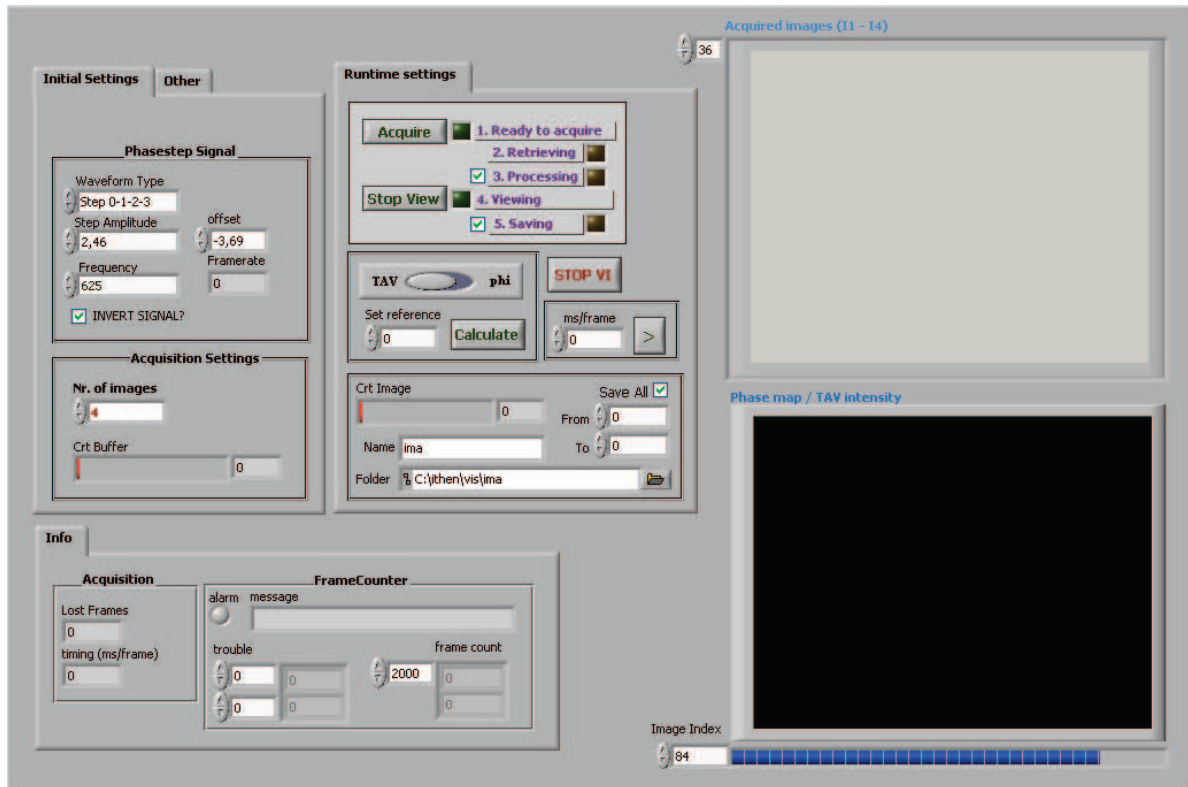 Acquired images (I1 - I4)
36
Initial Settings
Other
Phasestep Signal
Waveform Type
Step 0-1-2-3
Step Amplitude
offset
2,46
-3,69
Frequency
Framerate
625
0
INVERT SIGNAL?
Acquisition Settings
Nr. of images
4
Crt Buffer
0
Runtime settings
Acquire
1. Ready to acquire
2. Retrieving
3. Processing
Stop View
4. Viewing
5. Saving
TAV
phi
STOP VI
Set reference
0
Calculate
ms/frame
0
>
Crt Image
0
Save All
From
0
Name
ima
To
0
Folder
C:\ithen\vis\ima
Phase map / TAV intensity
Info
Acquisition
Lost Frames
0
timing (ms/frame)
0
FrameCounter
alarm
message
trouble
frame count
0
0
2000
0
0
0
0
Image Index
84